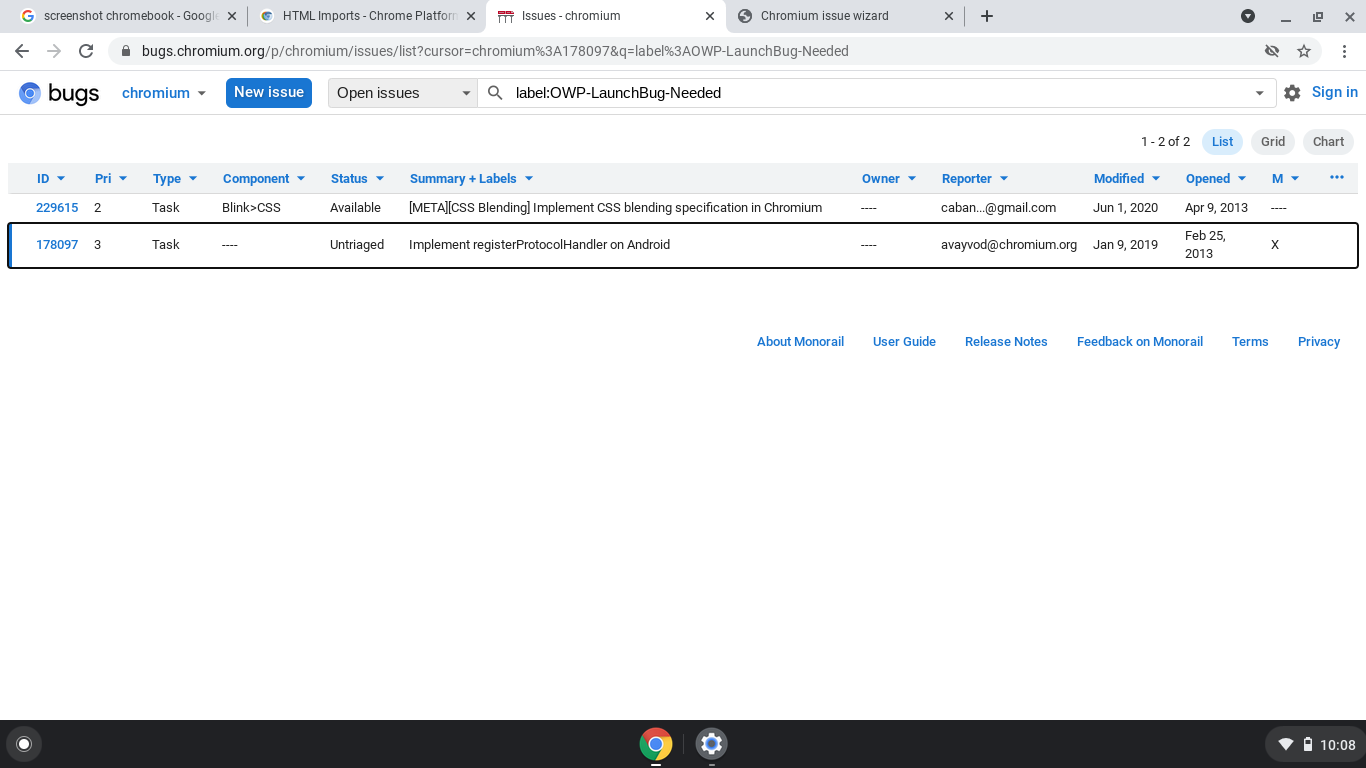 screenshot chromebook - Google
HTML Imports - Chrome Platform
Issues - chromium
Chromium issue wizard
bugs.chromium.org/p/chromium/issues/list?cursor=chromium%3A178097&q=label%3AOWP-LaunchBug-Needed
bugs
chromium
New issue
Open issues
label:OWP-LaunchBug-Needed
Sign in
1 - 2 of 2
List
Grid
Chart
ID Pri Type Component Status Summary + Labels Owner Reporter Modified Opened M ···
229615 2 Task Blink>CSS Available [META][CSS Blending] Implement CSS blending specification in Chromium ---- caban...@gmail.com Jun 1, 2020 Apr 9, 2013 ----
178097 3 Task ---- Untriaged Implement registerProtocolHandler on Android ---- avayvod@chromium.org Jan 9, 2019 Feb 25, 2013 X
About Monorail User Guide Release Notes Feedback on Monorail Terms Privacy
10:08